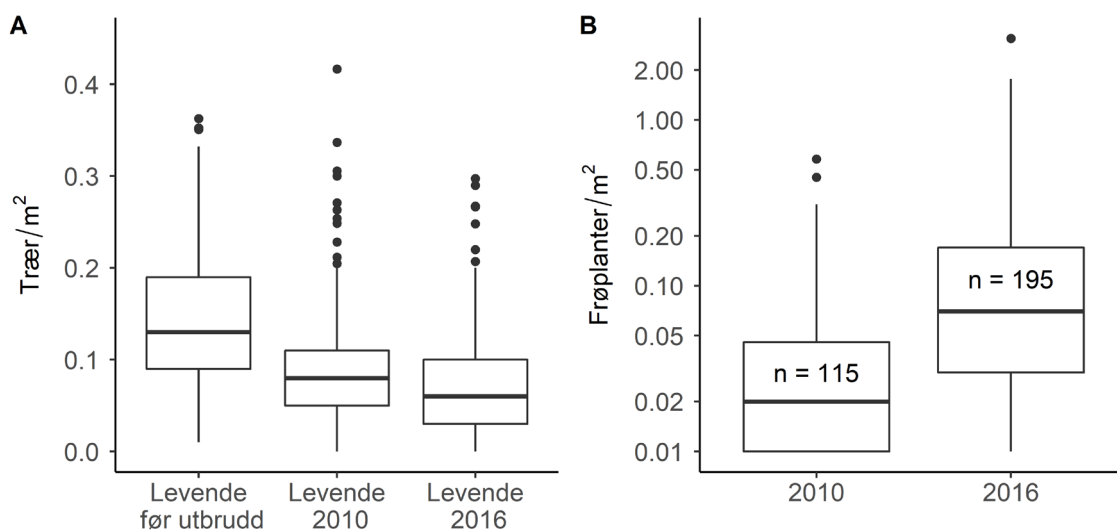 A
Trær/m²
0.4
0.3
0.2
0.1
0.0
Levende
før utbrudd
Levende
2010
Levende
2016
B
Frøplanter/m²
2.00
1.00
0.50
0.20
0.10
0.05
0.02
0.01
n = 115
n = 195
2010
2016